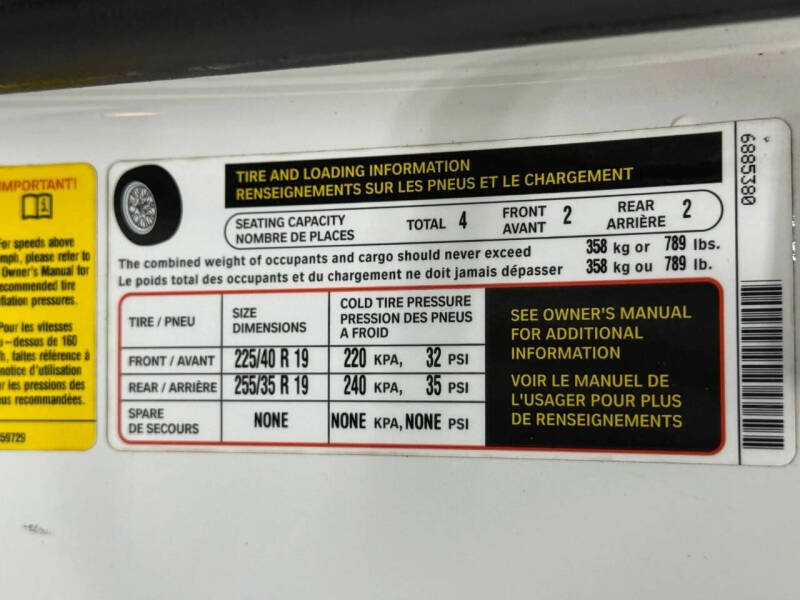 IMPORTANT!
For speeds above
mph, please refer to
Owner's Manual for
recommended tire
inflation pressures.
Pour les vitesses
au-dessus de 160
km/h, faites référence à
notice d'utilisation
les pressions des
pneus recommandées.
59729
TIRE AND LOADING INFORMATION
RENSEIGNEMENTS SUR LES PNEUS ET LE CHARGEMENT
SEATING CAPACITY
NOMBRE DE PLACES
TOTAL 4
FRONT
AVANT 2
REAR
ARRIÈRE 2
The combined weight of occupants and cargo should never exceed 358 kg or 789 lbs.
Le poids total des occupants et du chargement ne doit jamais dépasser 358 kg ou 789 lb.
TIRE / PNEU
SIZE
DIMENSIONS
COLD TIRE PRESSURE
PRESSION DES PNEUS
A FROID
FRONT / AVANT 225/40 R 19 220 KPA, 32 PSI
REAR / ARRIÈRE 255/35 R 19 240 KPA, 35 PSI
SPARE
DE SECOURS
NONE NONE KPA, NONE PSI
SEE OWNER'S MANUAL
FOR ADDITIONAL
INFORMATION
VOIR LE MANUEL DE
L'USAGER POUR PLUS
DE RENSEIGNEMENTS
6885380